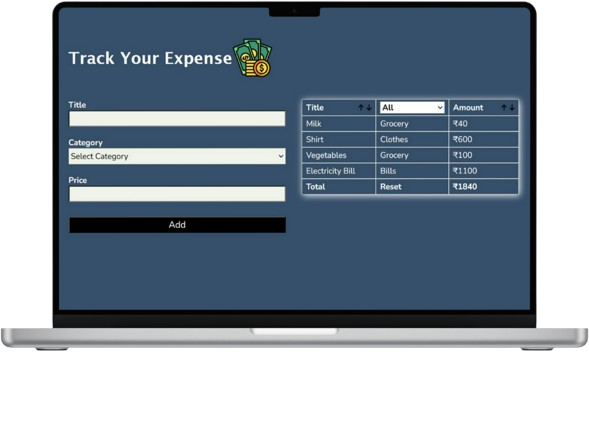 Track Your Expense
Title
Category
Select Category
Price
Add
Title All Amount
Milk Grocery ₹40
Shirt Clothes ₹600
Vegetables Grocery ₹100
Electricity Bill Bills ₹1100
Total Reset ₹1840